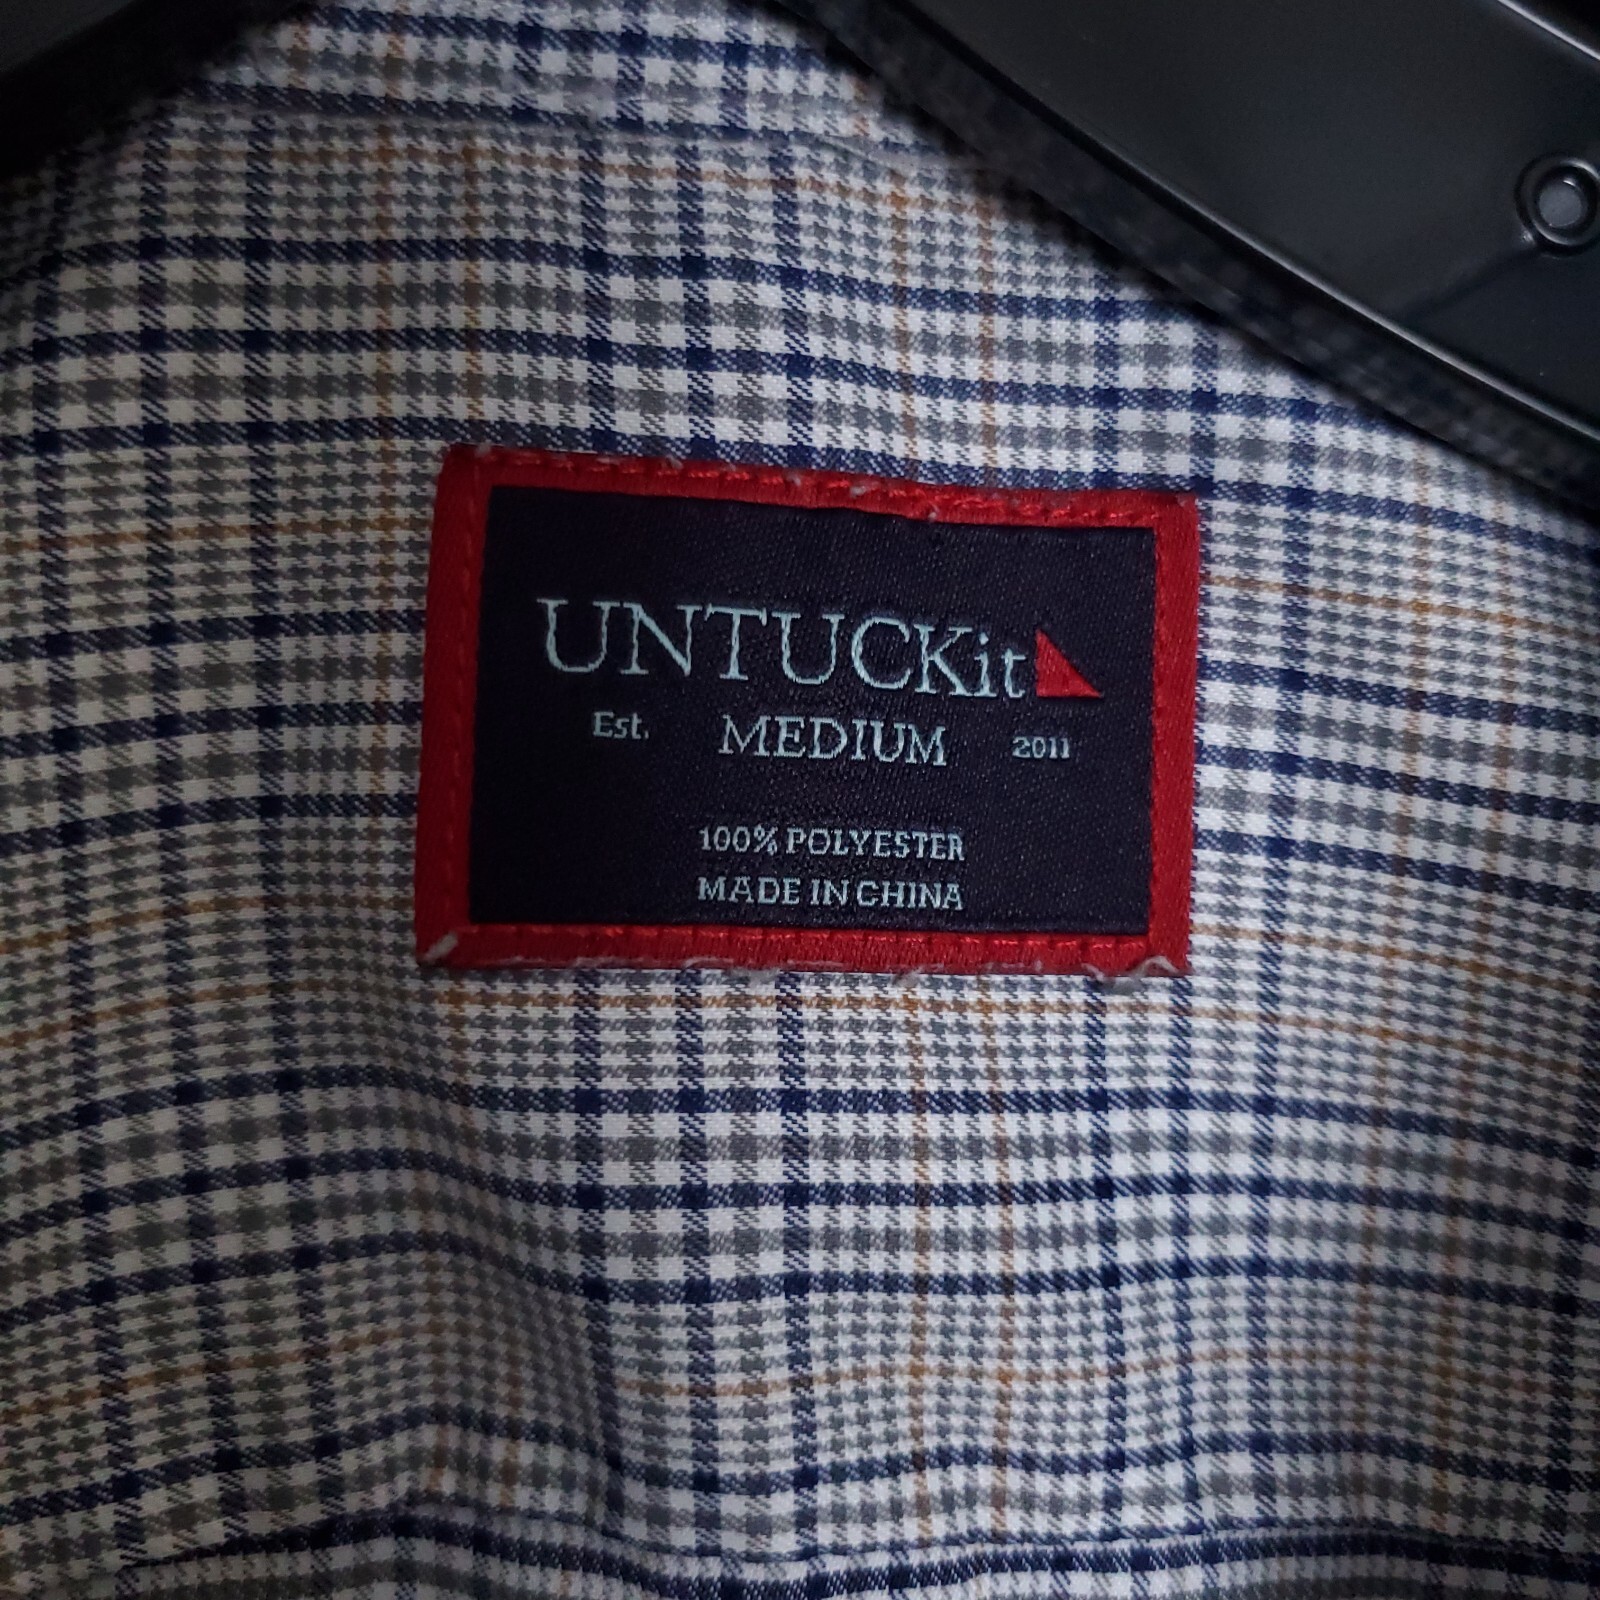 UNTUCKit
Est. MEDIUM 2011
100% POLYESTER
MADE IN CHINA